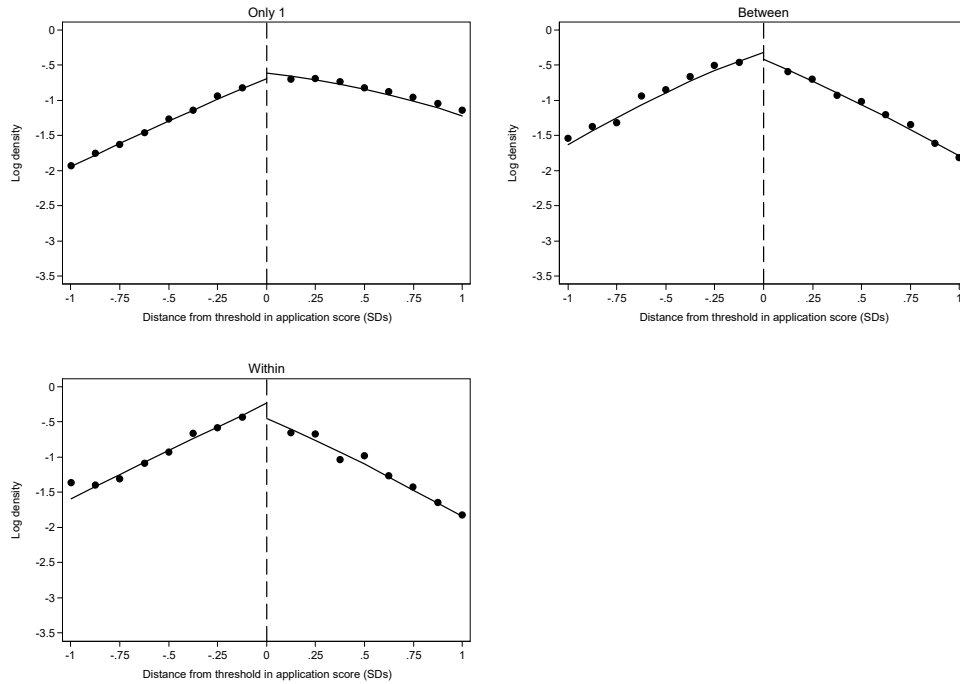 Only 1
0
-.5
-1
-1.5
-2
-2.5
-3
-3.5
Log density
-1 -.75 -.5 -.25 0 .25 .5 .75 1
Distance from threshold in application score (SDs)
Between
0
-.5
-1
-1.5
-2
-2.5
-3
-3.5
Log density
-1 -.75 -.5 -.25 0 .25 .5 .75 1
Distance from threshold in application score (SDs)
Within
0
-.5
-1
-1.5
-2
-2.5
-3
-3.5
Log density
-1 -.75 -.5 -.25 0 .25 .5 .75 1
Distance from threshold in application score (SDs)